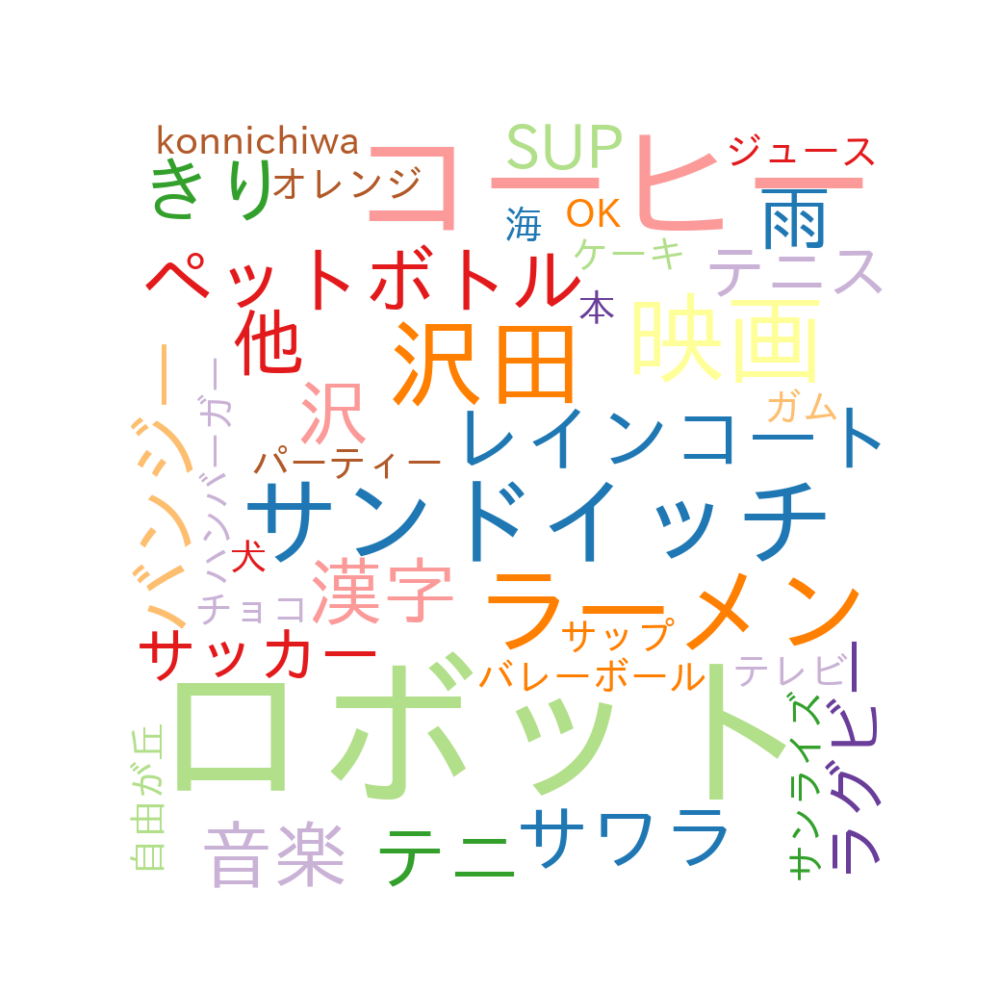 konnichiwa
コーヒー
SUP
ジュース
きり
オレンジ
海
OK
雨
ケーキ
テニス
ペットボトル
本
他
沢田
映画
バンジー
ハンバーガー
沢
ガム
レインコート
パーティー
サンドイッチ
犬
漢字
チョコ
ラーメン
サップ
サッカー
バレーボール
テレビ
ロボット
ラグビー
サンライズ
自由が丘
音楽
テニ
サワラ